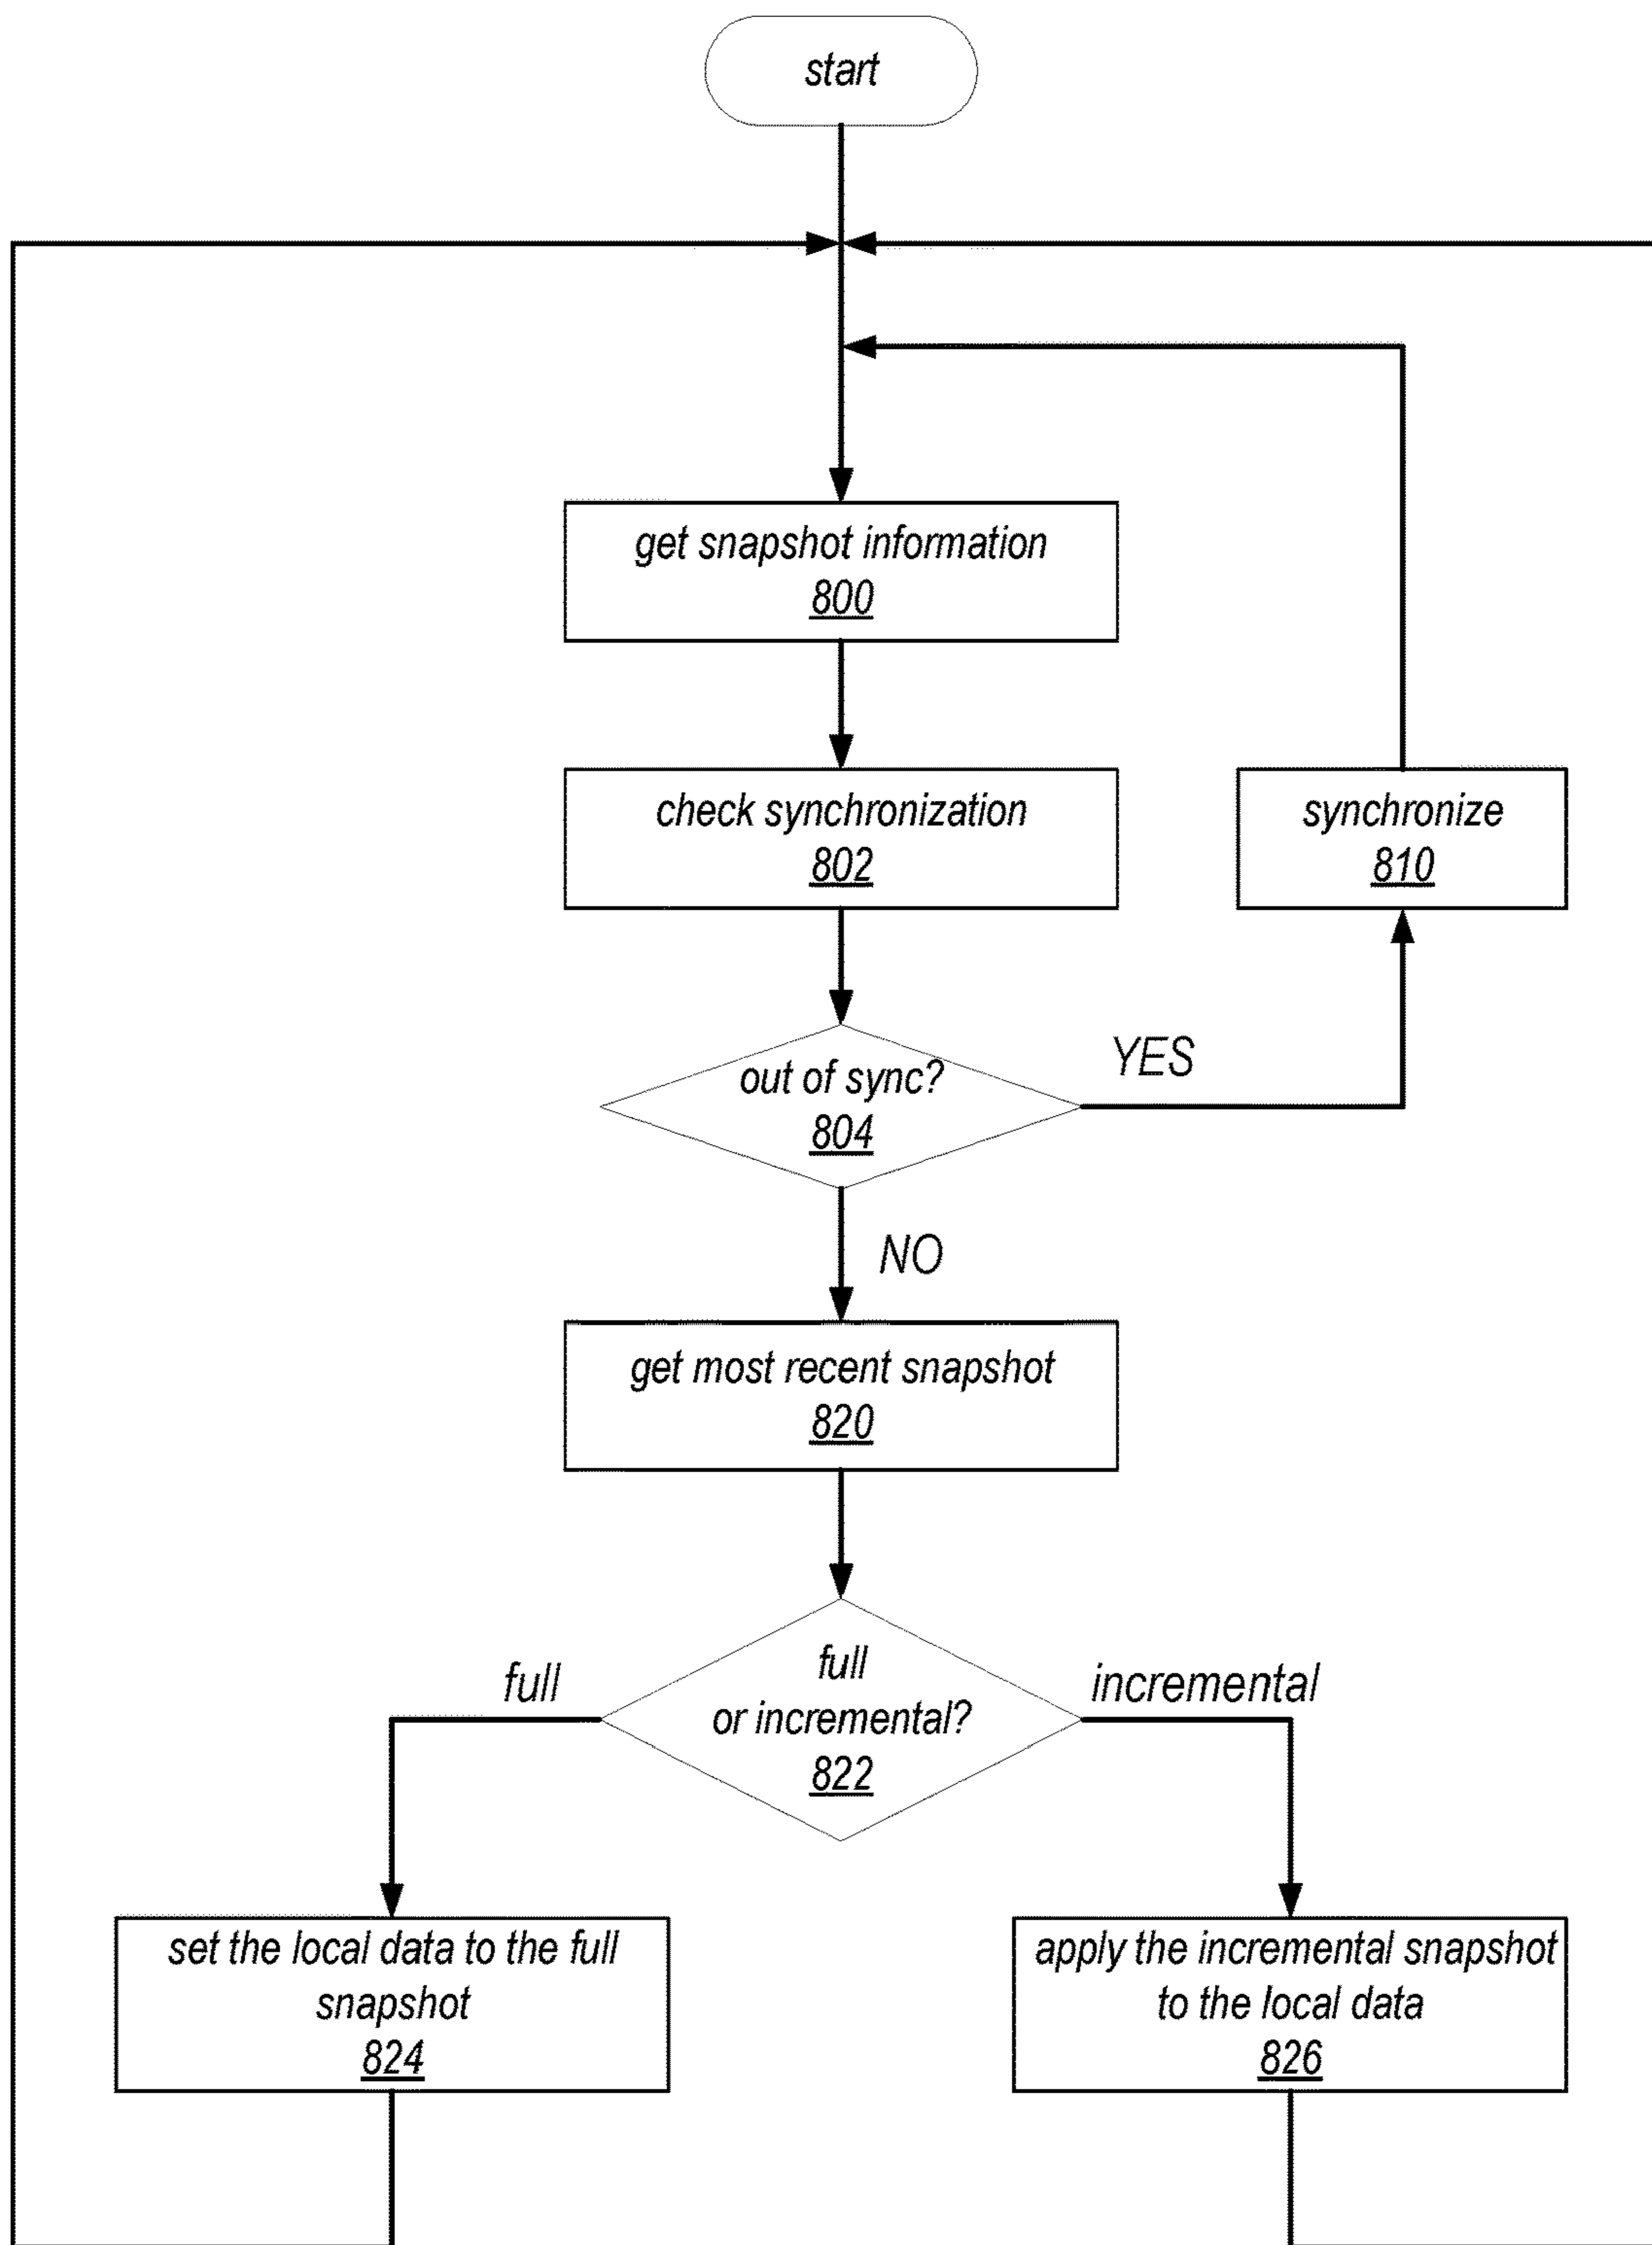 start
get snapshot information
800
check synchronization
802
synchronize
810
out of sync?
804
YES
NO
get most recent snapshot
820
full
or incremental?
822
full
incremental
set the local data to the full
snapshot
824
apply the incremental snapshot
to the local data
826